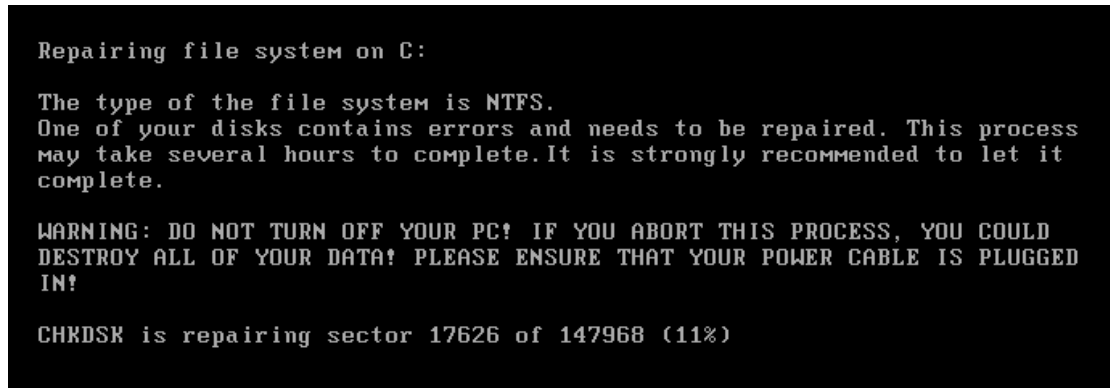 Repairing file system on C:
The type of the file system is NTFS.
One of your disks contains errors and needs to be repaired. This process
may take several hours to complete.It is strongly recommended to let it
complete.
WARNING: DO NOT TURN OFF YOUR PC! IF YOU ABORT THIS PROCESS, YOU COULD
DESTROY ALL OF YOUR DATA! PLEASE ENSURE THAT YOUR POWER CABLE IS PLUGGED
IN!
CHKDSK is repairing sector 17626 of 147968 (11%)